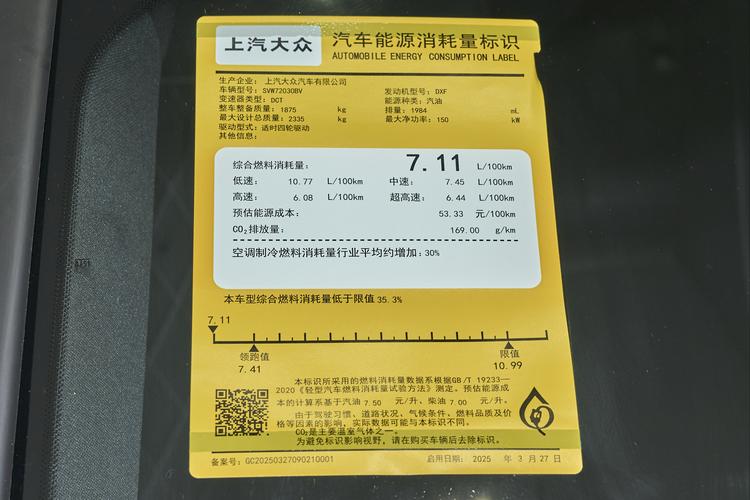 上汽大众 汽车能源消耗量标识
AUTOMOBILE ENERGY CONSUMPTION LABEL
生产企业: 上汽大众汽车有限公司
车辆型号: SVW72030BV 发动机型号: DXF
变速器类型: DCT 能源种类: 汽油
整车整备质量: 1875 kg 排量: 1984 mL
最大设计总质量: 2335 kg 最大净功率: 150 kW
驱动型式: 适时四轮驱动
其他信息:
综合燃料消耗量: 7.11 L/100km
低速: 10.77 L/100km 中速: 7.45 L/100km
高速: 6.08 L/100km 超高速: 6.44 L/100km
预估能源成本: 53.33 元/100km
CO₂排放量: 169.00 g/km
空调制冷燃料消耗量行业平均约增加: 30%
本车型综合燃料消耗量低于限值 35.3%
7.11
领跑值 限值
7.41 10.99
本标识所采用的燃料消耗量数据系根据GB/T 19233—
2020《轻型汽车燃料消耗量试验方法》测定。预估能源成
本的计算系基于汽油 7.50 元/升、柴油 7.00 元/升。
由于驾驶习惯、道路状况、气候条件、燃料品质及价
格等因素的影响,实际数据可能与本标识不同。
CO₂是主要温室气体之一。
为避免标识影响视野,请在购买车辆后去除标识。
备案号: GC20250327090210001 启用日期: 2025 年 3 月 27 日